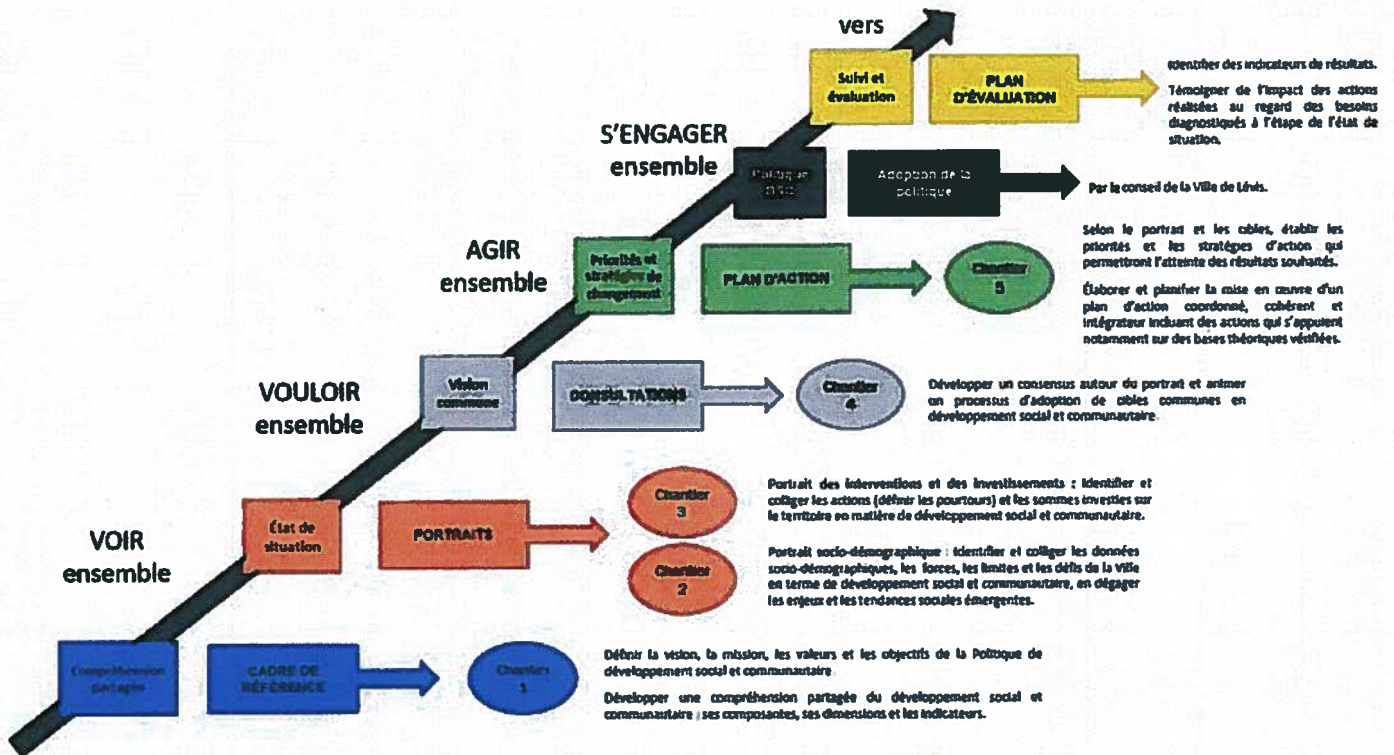 vers
Suivi et
évaluation
PLAN
D'ÉVALUATION
Identifier des indicateurs de résultats.
Témoigner de l'impact des actions
réalisées au regard des besoins
diagnostiqués à l'étape de l'état de
situation.
S'ENGAGER
ensemble
Politique
Adoption de la
politique
Par le conseil de la Ville de Lévis.
AGIR
ensemble
Priorités et
stratégies de
changement
PLAN D'ACTION
Chantier
5
Selon le portrait et les cibles, établir les
priorités et les stratégies d'action qui
permettront l'atteinte des résultats souhaités.
Élaborer et planifier la mise en œuvre d'un
plan d'action coordonné, cohérent et
intégrateur incluant des actions qui s'appuient
notamment sur des bases théoriques vérifiées.
VOULOIR
ensemble
Vision
commune
CONSULTATIONS
Chantier
4
Développer un consensus autour du portrait et animer
un processus d'adoption de cibles communes en
développement social et communautaire.
VOIR
ensemble
État de
situation
PORTRAITS
Chantier
3
Portrait des interventions et des investissements : Identifier et
colliger les actions (définir les pourtours) et les sommes investies sur
le territoire en matière de développement social et communautaire.
Chantier
2
Portrait socio-démographique : Identifier et colliger les données
socio-démographiques, les forces, les limites et les défis de la Ville
en terme de développement social et communautaire, en dégager
les enjeux et les tendances sociales émergentes.
Compréhension
partagée
CADRE DE
RÉFÉRENCE
Chantier
1
Définir la vision, la mission, les valeurs et les objectifs de la Politique de
développement social et communautaire
Développer une compréhension partagée du développement social et
communautaire : ses composantes, ses dimensions et les indicateurs.